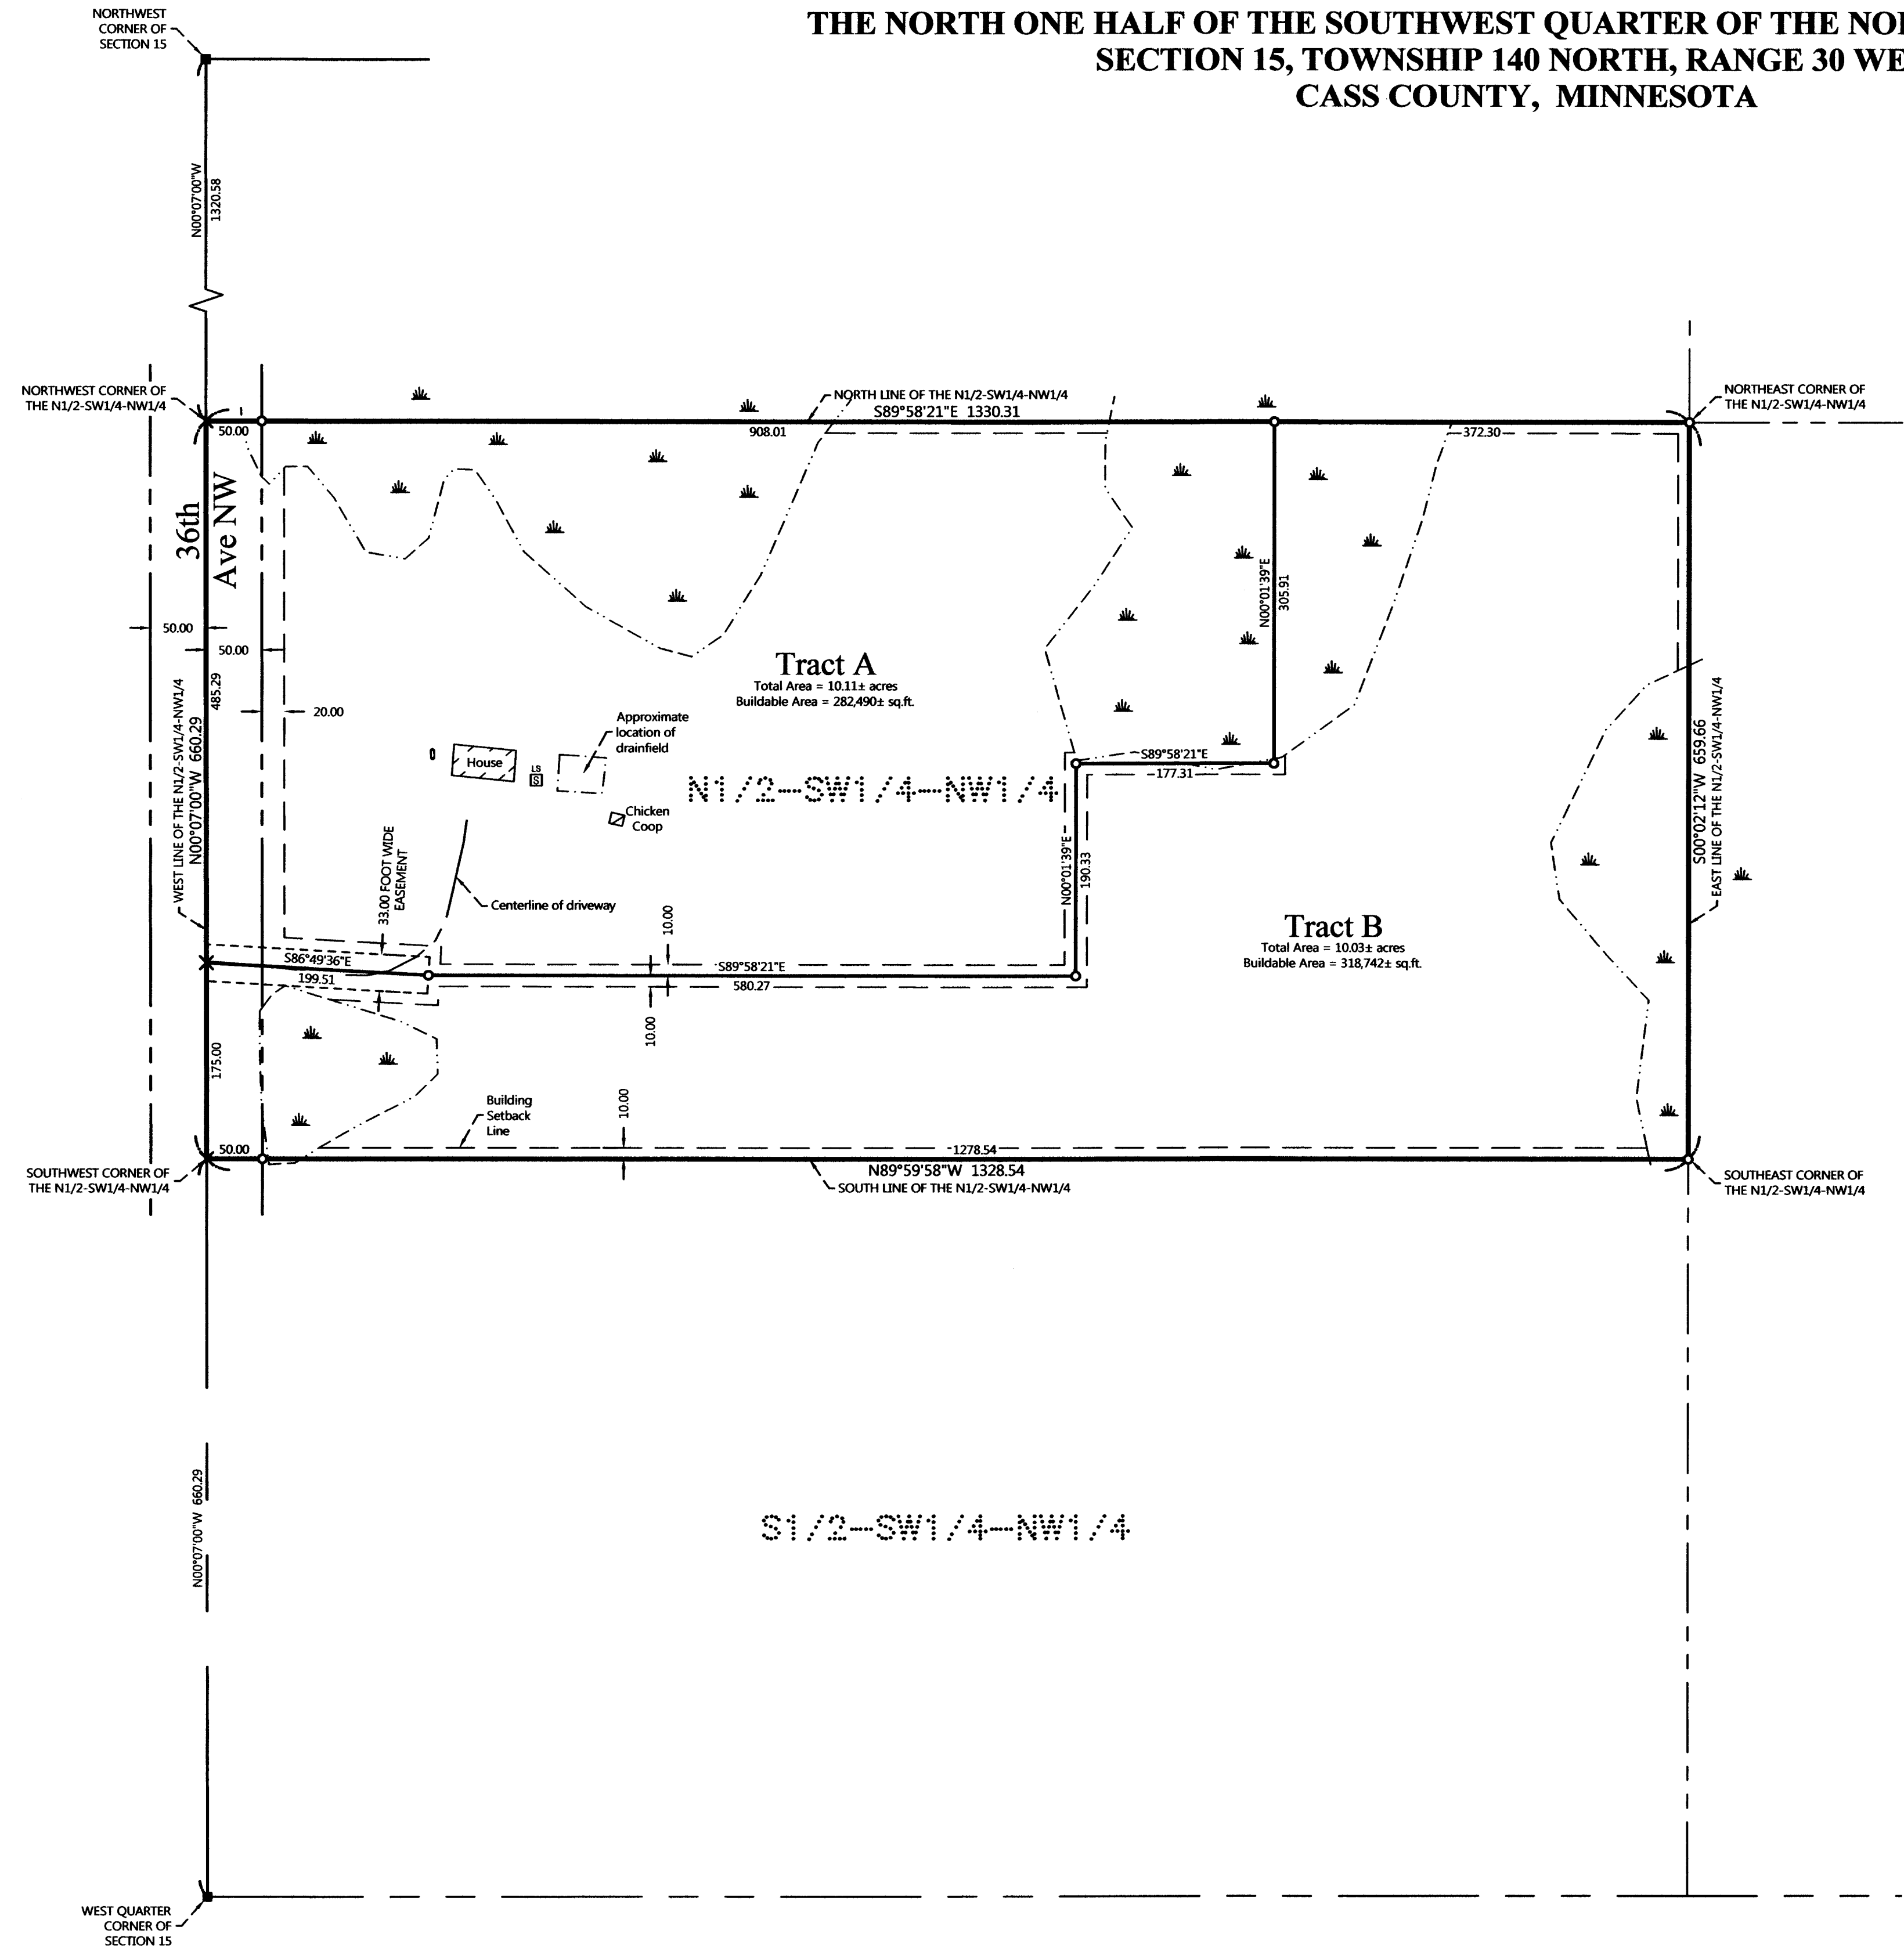 THE NORTH ONE HALF OF THE SOUTHWEST QUARTER OF THE
SECTION 15, TOWNSHIP 140 NORTH, RANGE 30
CASS COUNTY, MINNESOTA
NORTHWEST
CORNER OF
SECTION 15
N00°07'00"W
1320.58
NORTHWEST CORNER OF
THE N1/2-SW1/4-NW1/4
NORTH LINE OF THE N1/2-SW1/4-NW1/4
S89°58'21"E 1330.31
NORTHEAST CORNER OF
THE N1/2-SW1/4-NW1/4
50.00
908.01
372.30
36th
Ave NW
50.00
50.00
20.00
485.29
WEST LINE OF THE N1/2-SW1/4-NW1/4
N00°07'00"W 660.29
N00°01'39"E
305.91
Tract A
Total Area = 10.11± acres
Buildable Area = 282,490± sq.ft.
Approximate
location of
drainfield
House
LS
S
Chicken
Coop
N1/2-SW1/4-NW1/4
S89°58'21"E
177.31
S00°02'12"W 659.66
EAST LINE OF THE N1/2-SW1/4-NW1/4
33.00 FOOT WIDE
EASEMENT
Centerline of driveway
N00°01'39"E
190.33
Tract B
Total Area = 10.03± acres
Buildable Area = 318,742± sq.ft.
10.00
S86°49'36"E
199.51
S89°58'21"E
580.27
10.00
175.00
Building
Setback
Line
10.00
50.00
1278.54
N89°59'58"W 1328.54
SOUTH LINE OF THE N1/2-SW1/4-NW1/4
SOUTHWEST CORNER OF
THE N1/2-SW1/4-NW1/4
SOUTHEAST CORNER OF
THE N1/2-SW1/4-NW1/4
N00°07'00"W 660.29
S1/2-SW1/4-NW1/4
WEST QUARTER
CORNER OF
SECTION 15